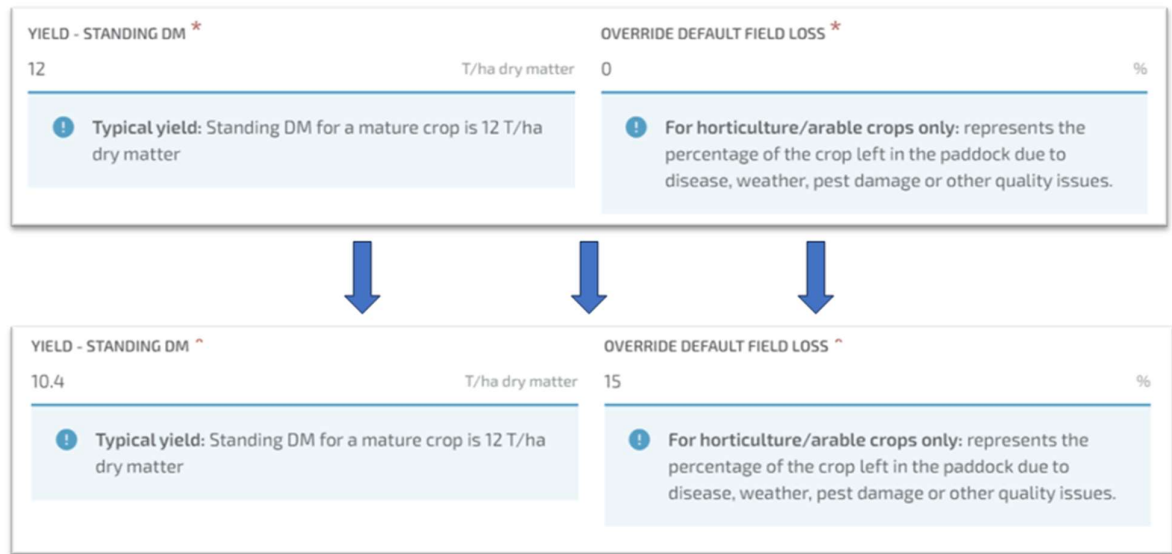 YIELD - STANDING DM *
OVERRIDE DEFAULT FIELD LOSS *
12 T/ha dry matter
0 %
Typical yield: Standing DM for a mature crop is 12 T/ha
dry matter
For horticulture/arable crops only: represents the
percentage of the crop left in the paddock due to
disease, weather, pest damage or other quality issues.
YIELD - STANDING DM
OVERRIDE DEFAULT FIELD LOSS
10.4 T/ha dry matter
15 %
Typical yield: Standing DM for a mature crop is 12 T/ha
dry matter
For horticulture/arable crops only: represents the
percentage of the crop left in the paddock due to
disease, weather, pest damage or other quality issues.